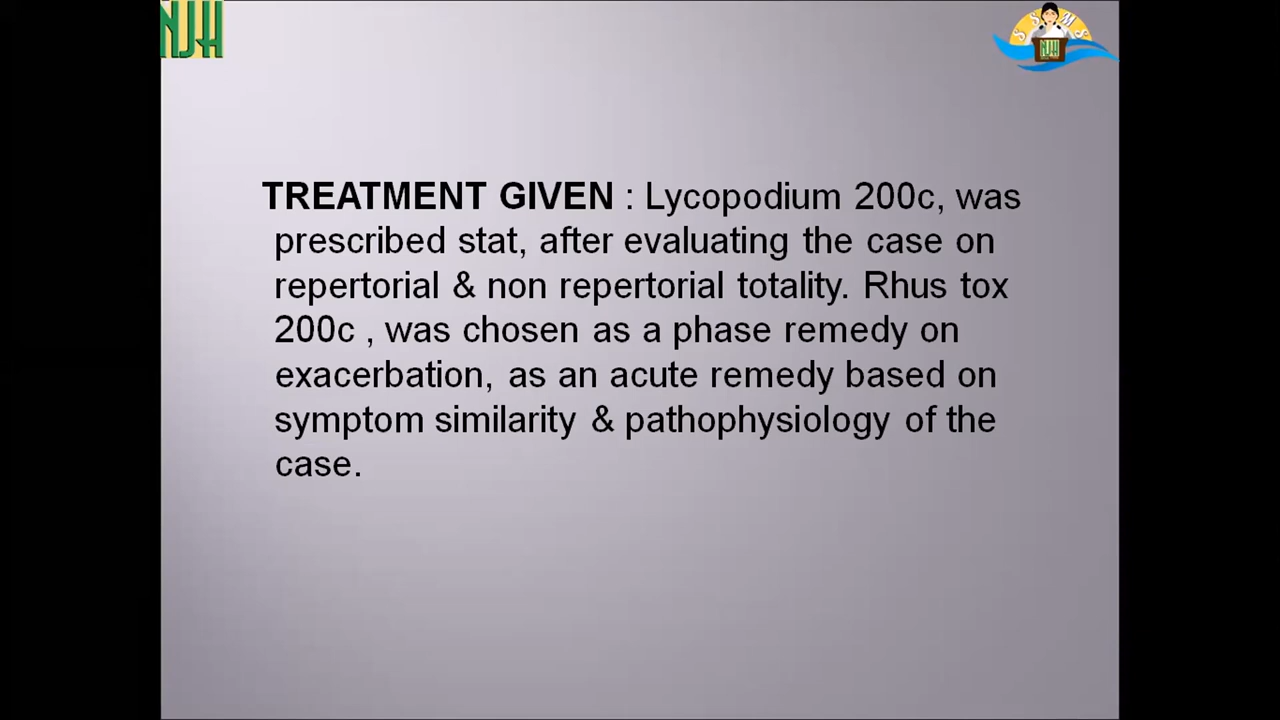 NJH
S S M S
NJH
TREATMENT GIVEN : Lycopodium 200c, was
prescribed stat, after evaluating the case on
repertorial & non repertorial totality. Rhus tox
200c , was chosen as a phase remedy on
exacerbation, as an acute remedy based on
symptom similarity & pathophysiology of the
case.